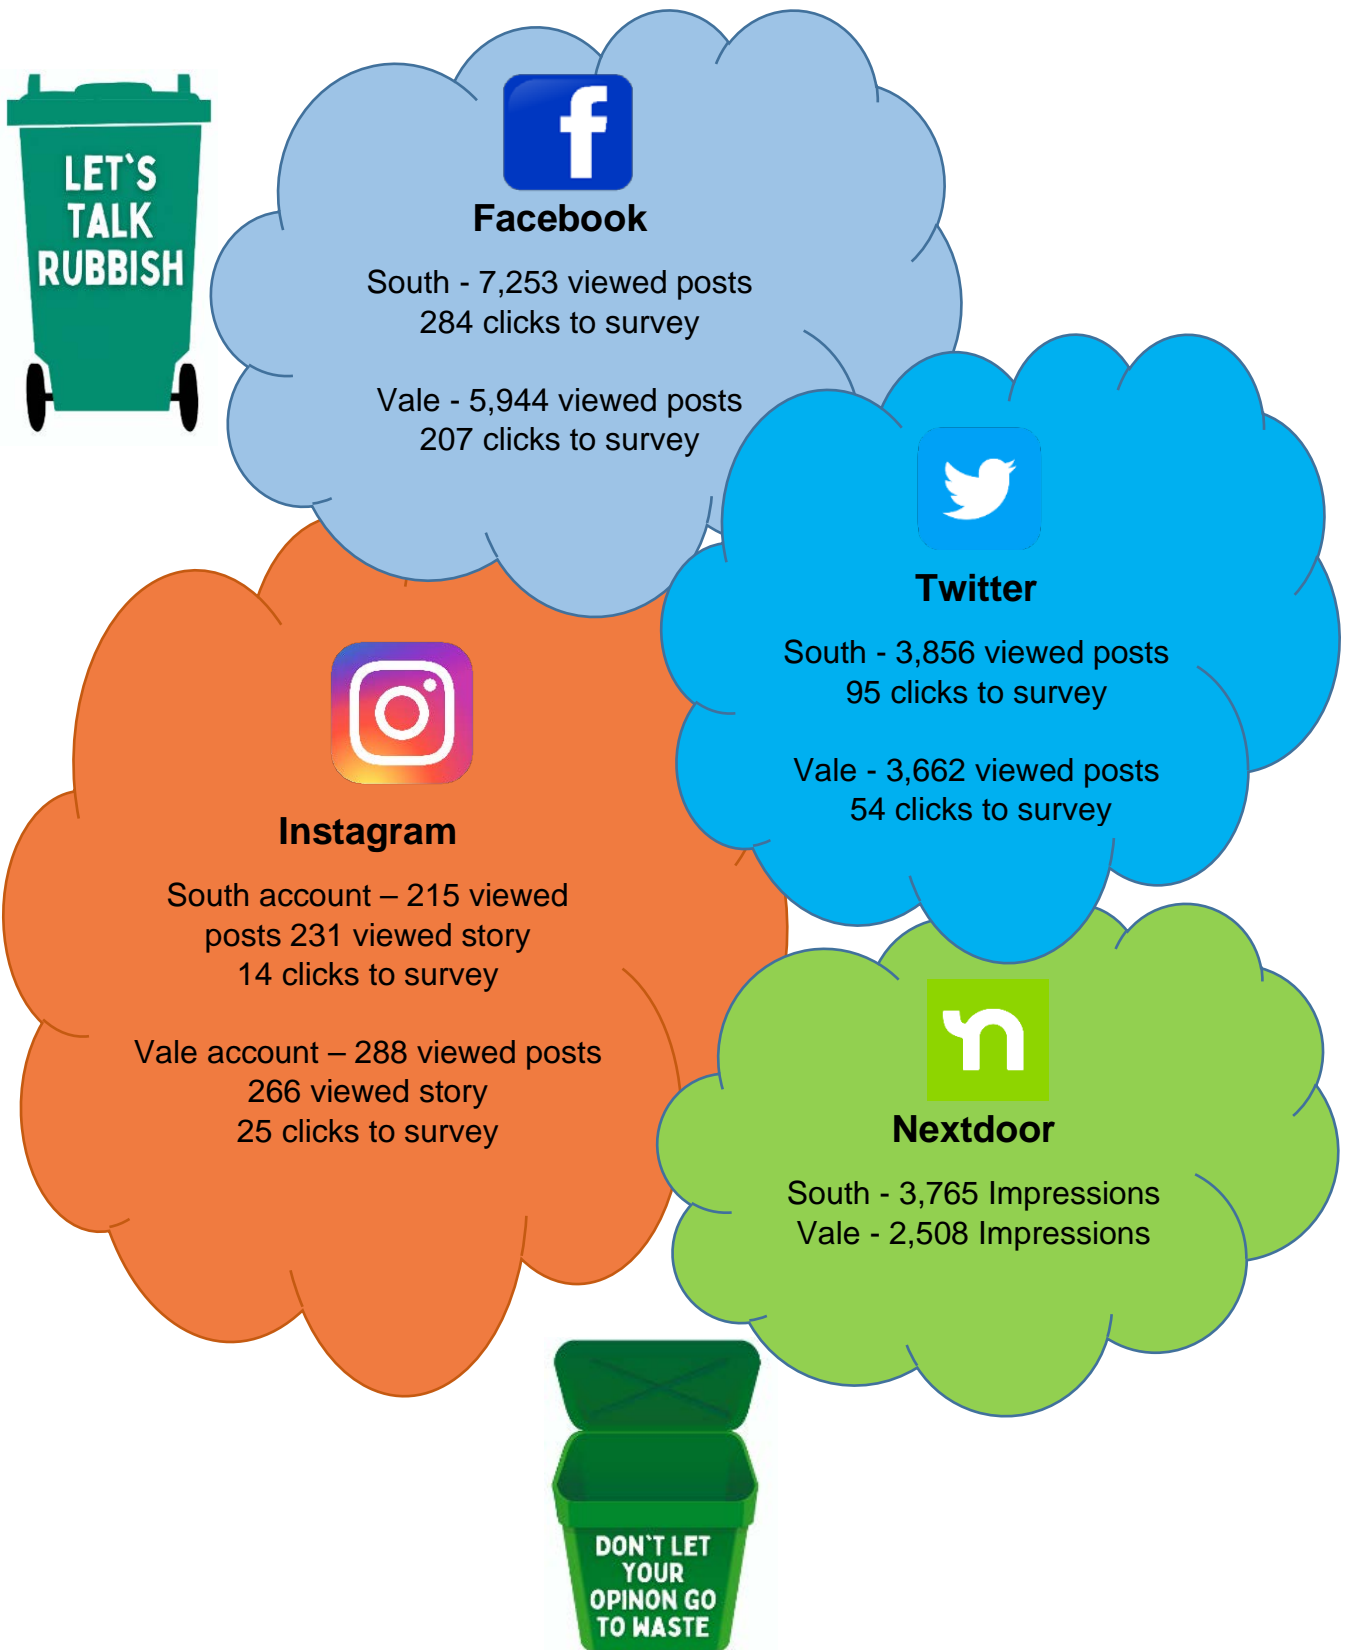 LET`S
TALK
RUBBISH
f
Facebook
South - 7,253 viewed posts
284 clicks to survey
Vale - 5,944 viewed posts
207 clicks to survey
Twitter
South - 3,856 viewed posts
95 clicks to survey
Vale - 3,662 viewed posts
54 clicks to survey
Instagram
South account – 215 viewed
posts 231 viewed story
14 clicks to survey
Vale account – 288 viewed posts
266 viewed story
25 clicks to survey
n
Nextdoor
South - 3,765 Impressions
Vale - 2,508 Impressions
DON`T LET
YOUR
OPINON GO
TO WASTE